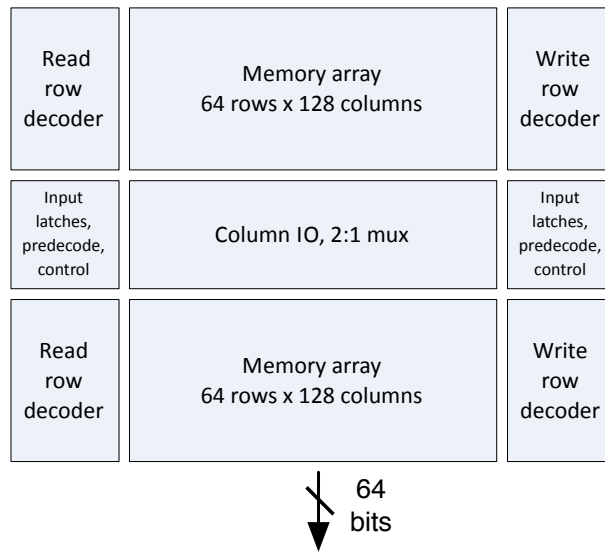 Read
row
decoder
Memory array
64 rows x 128 columns
Write
row
decoder
Input
latches,
predecode,
control
Column IO, 2:1 mux
Input
latches,
predecode,
control
Read
row
decoder
Memory array
64 rows x 128 columns
Write
row
decoder
64
bits